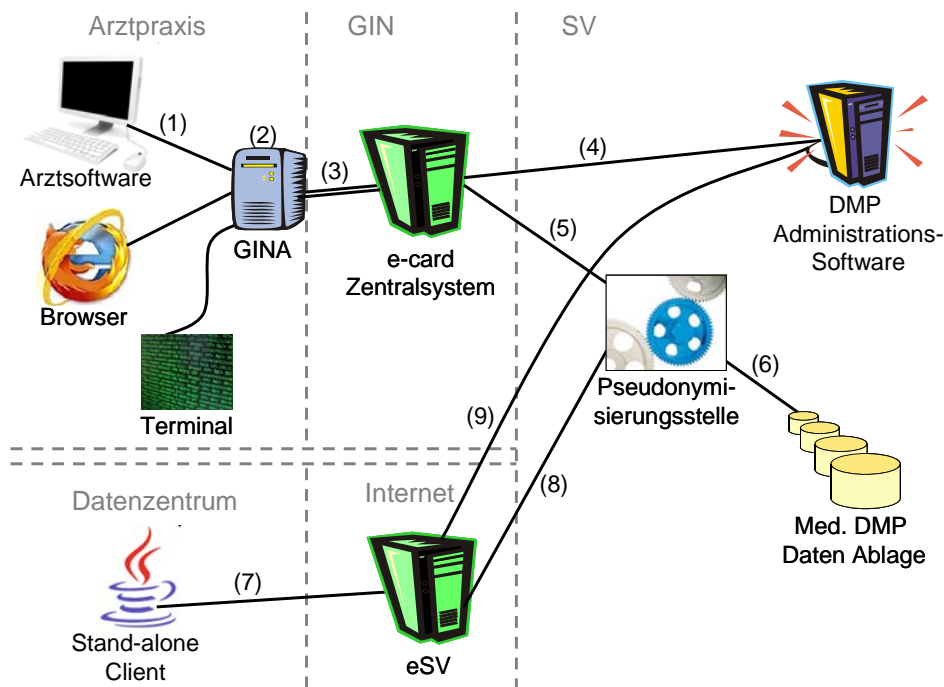 Arztpraxis
GIN
SV
(1)
(2)
(3)
(4)
Arztsoftware
GINA
e-card
Zentralsystem
(5)
DMP
Administrations-
Software
Browser
Terminal
Pseudonymi-
sierungsstelle
(6)
(9)
(8)
Med. DMP
Daten Ablage
Datenzentrum
Internet
(7)
Stand-alone
Client
eSV